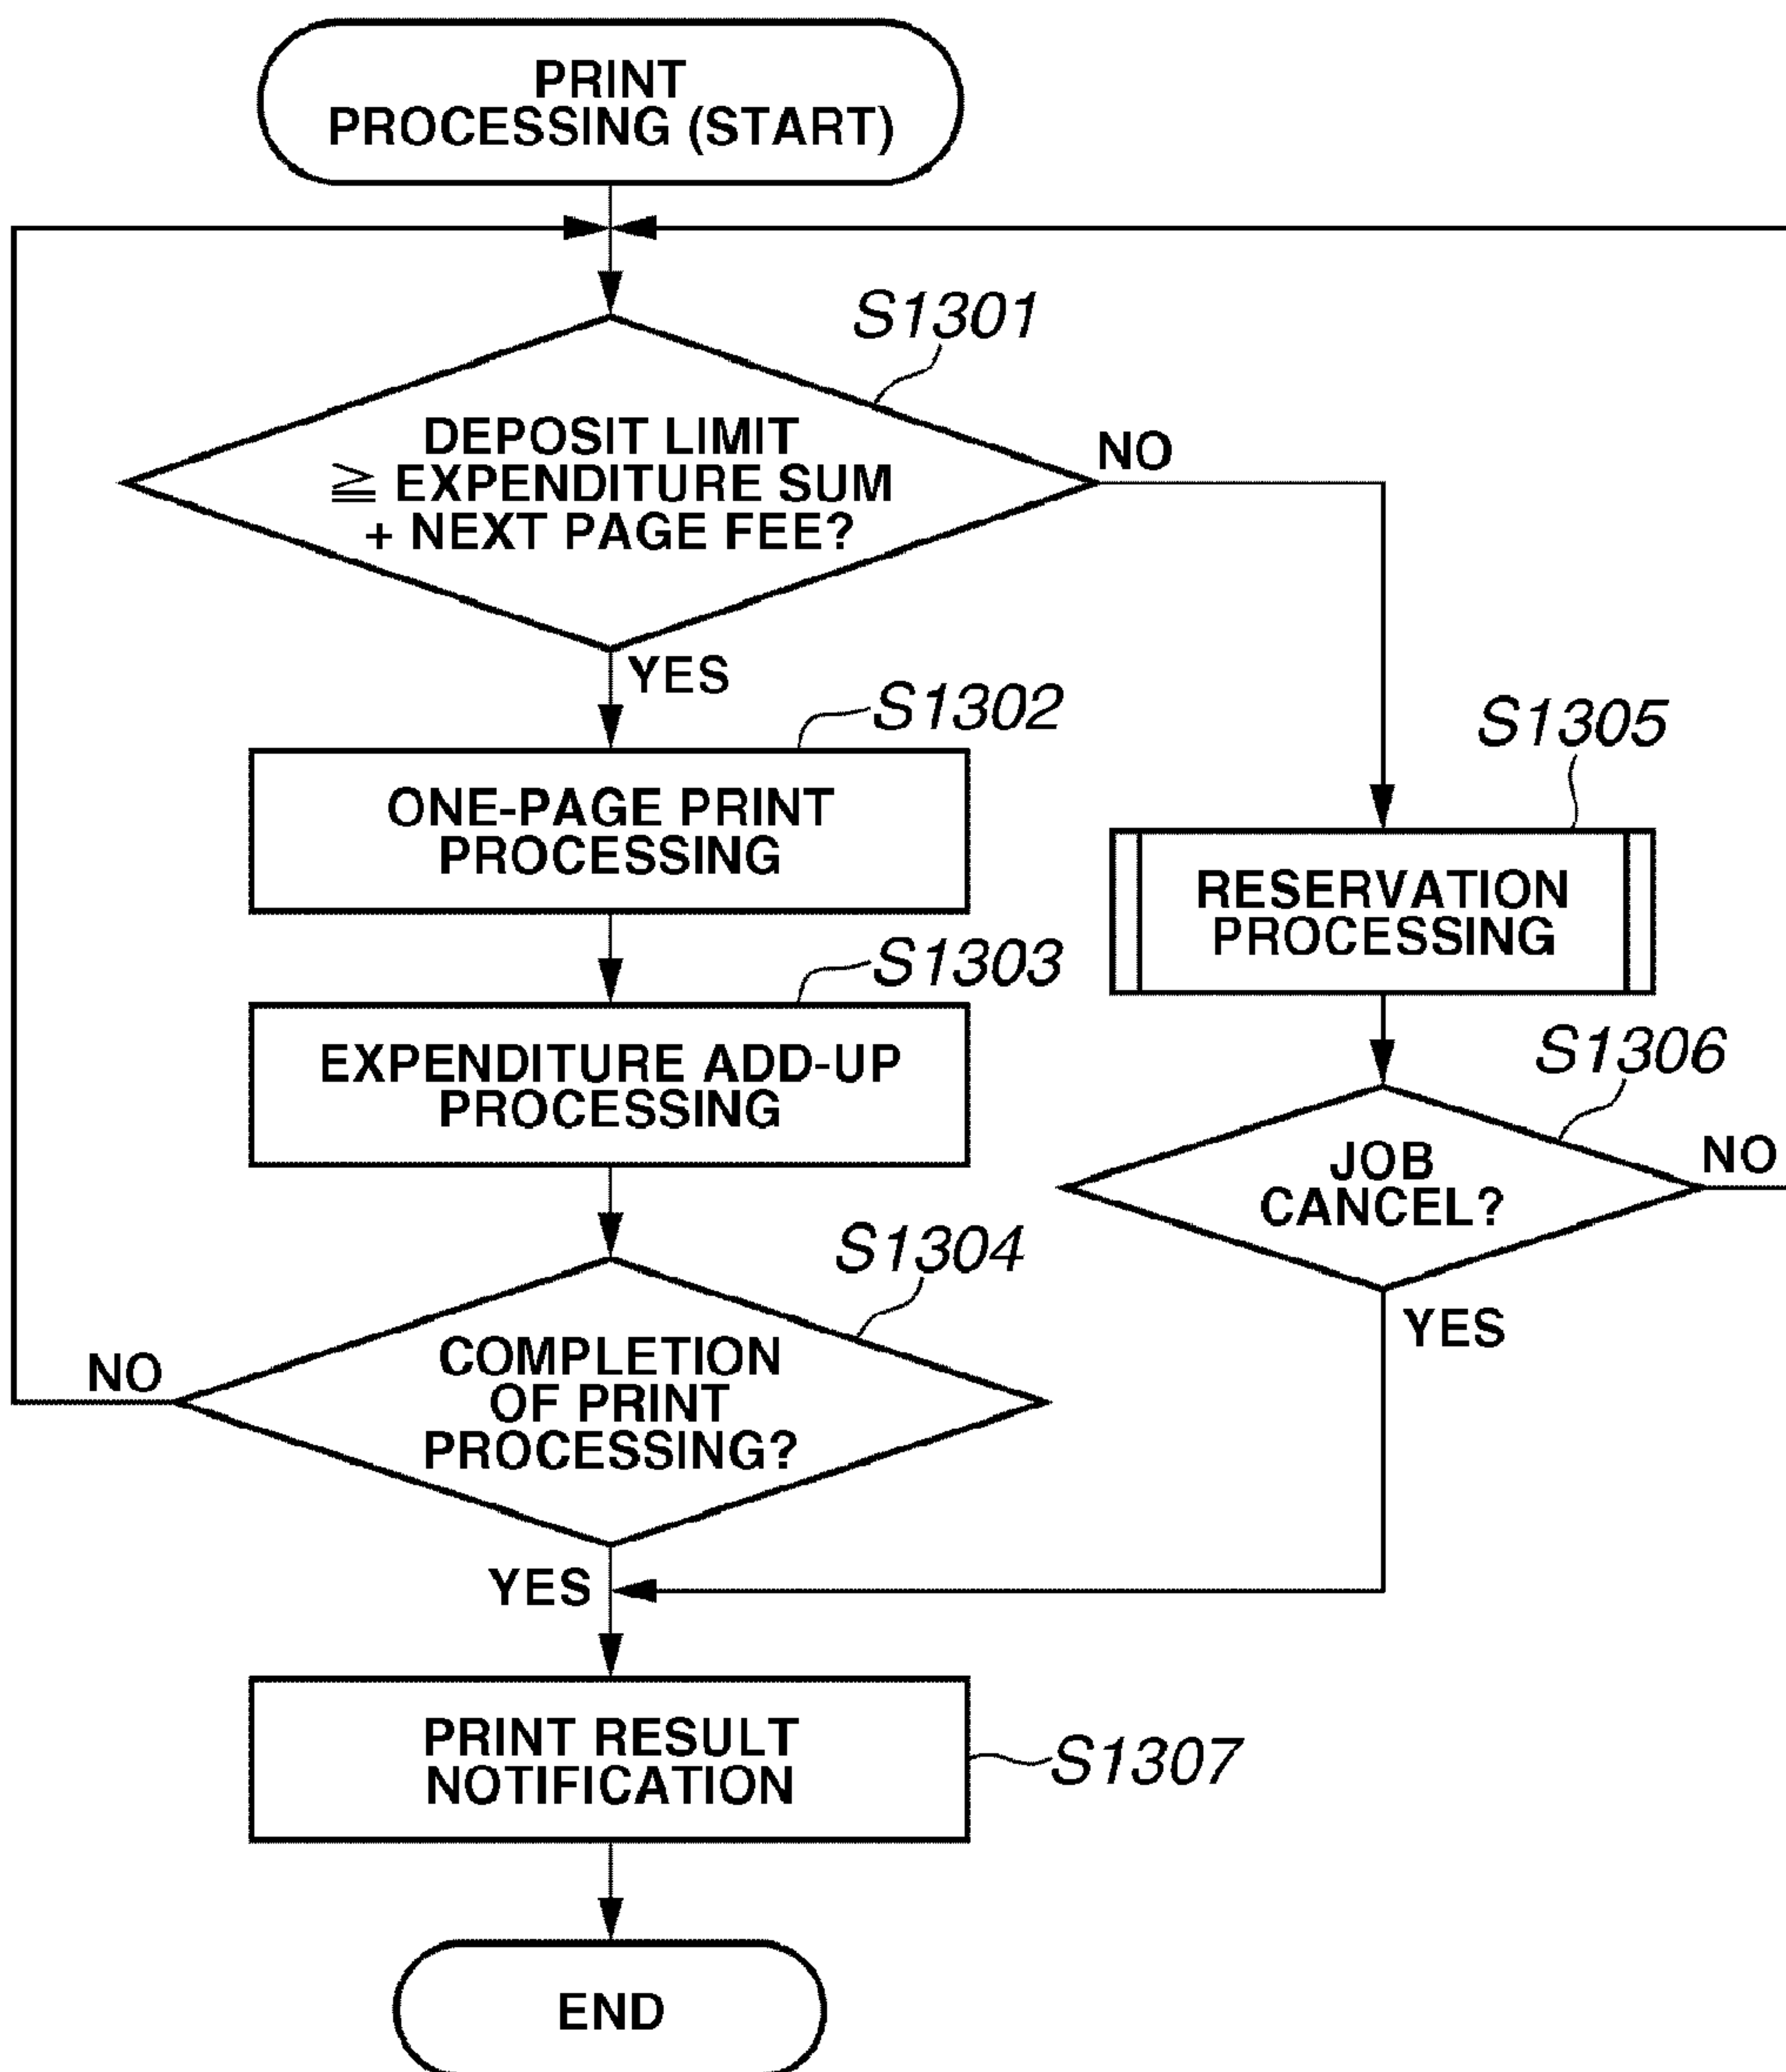 PRINT
PROCESSING (START)
S1301
DEPOSIT LIMIT
≧ EXPENDITURE SUM
+ NEXT PAGE FEE?
NO
YES
S1302
ONE-PAGE PRINT
PROCESSING
S1305
RESERVATION
PROCESSING
S1303
EXPENDITURE ADD-UP
PROCESSING
S1306
JOB
CANCEL?
NO
YES
S1304
COMPLETION
OF PRINT
PROCESSING?
NO
YES
PRINT RESULT
NOTIFICATION
S1307
END